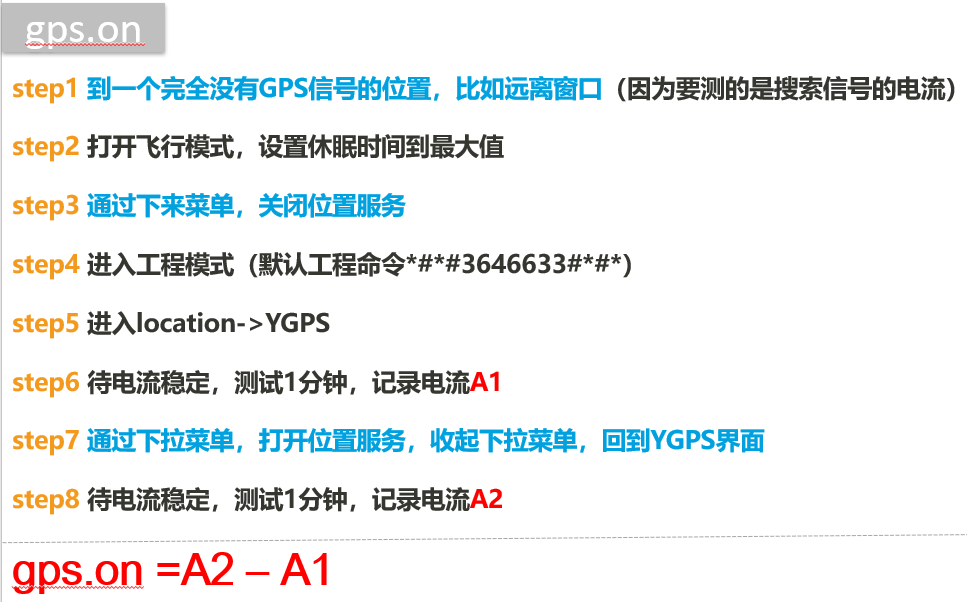 gps.on
step1 到一个完全没有GPS信号的位置，比如远离窗口（因为要测的是搜索信号的电流）
step2 打开飞行模式，设置休眠时间到最大值
step3 通过下来菜单，关闭位置服务
step4 进入工程模式（默认工程命令*#*#3646633#*#*）
step5 进入location->YGPS
step6 待电流稳定，测试1分钟，记录电流A1
step7 通过下拉菜单，打开位置服务，收起下拉菜单，回到YGPS界面
step8 待电流稳定，测试1分钟，记录电流A2
gps.on =A2 – A1